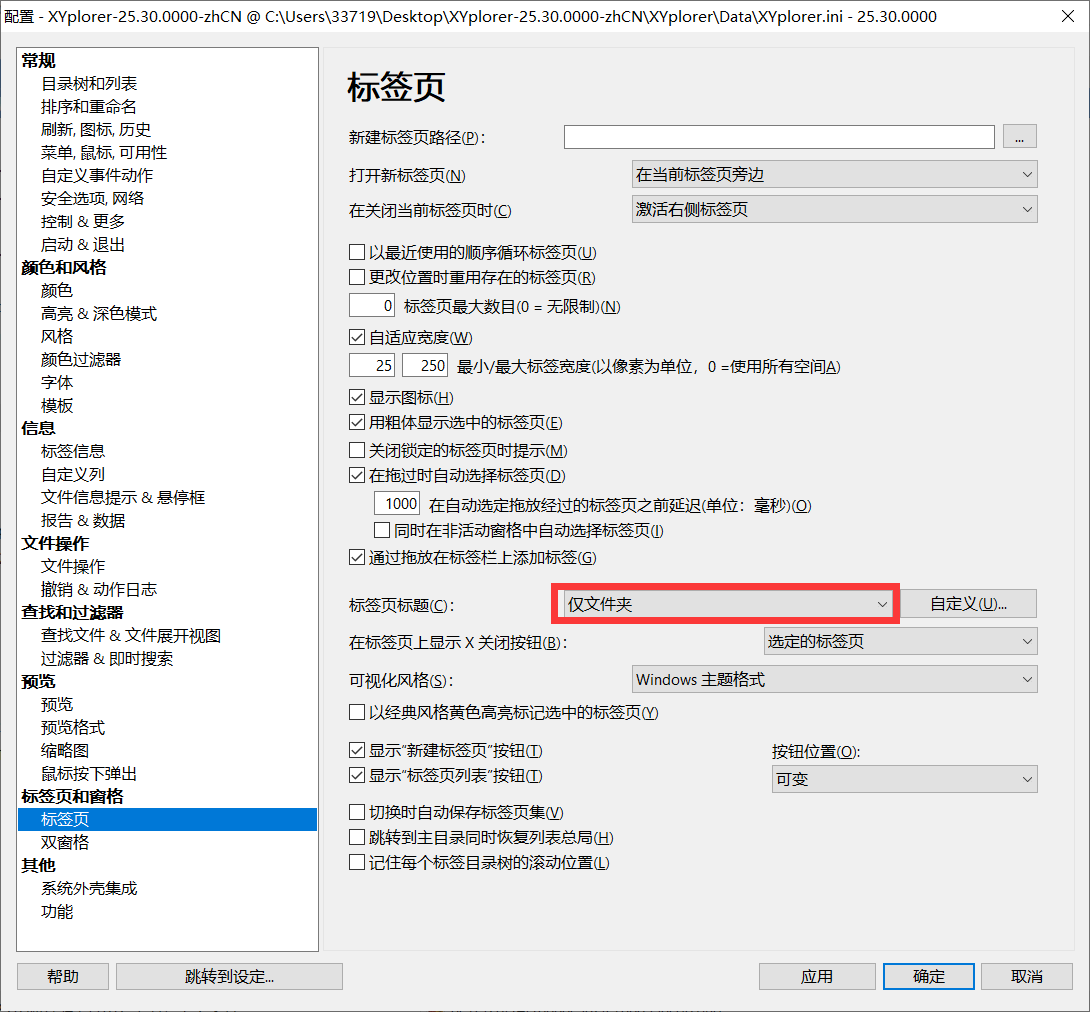 配置 - XYplorer-25.30.0000-zhCN @ C:\Users\33719\Desktop\XYplorer-25.30.0000-zhCN\XYplorer\Data\XYplorer.ini - 25.30.0000
常规
目录树和列表
排序和重命名
刷新, 图标, 历史
菜单, 鼠标, 可用性
自定义事件动作
安全选项, 网络
控制 & 更多
启动 & 退出
颜色和风格
颜色
高亮 & 深色模式
风格
颜色过滤器
字体
模板
信息
标签信息
自定义列
文件信息提示 & 悬停框
报告 & 数据
文件操作
文件操作
撤销 & 动作日志
查找和过滤器
查找文件 & 文件展开视图
过滤器 & 即时搜索
预览
预览
预览格式
缩略图
鼠标按下弹出
标签页和窗格
标签页
双窗格
其他
系统外壳集成
功能
标签页
新建标签页路径(P):
...
打开新标签页(N)
在当前标签页旁边
在关闭当前标签页时(C)
激活右侧标签页
以最近使用的顺序循环标签页(U)
更改位置时重用存在的标签页(R)
0 标签页最大数目(0 = 无限制)(N)
自适应宽度(W)
25 250 最小/最大标签宽度(以像素为单位，0 =使用所有空间A)
显示图标(H)
用粗体显示选中的标签页(E)
关闭锁定的标签页时提示(M)
在拖过时自动选择标签页(D)
1000 在自动选定拖放经过的标签页之前延迟(单位：毫秒)(O)
同时在非活动窗格中自动选择标签页(I)
通过拖放在标签栏上添加标签(G)
标签页标题(C):
仅文件夹
自定义(U)...
在标签页上显示 X 关闭按钮(B):
选定的标签页
可视化风格(S):
Windows 主题格式
以经典风格黄色高亮标记选中的标签页(Y)
显示“新建标签页”按钮(T)
按钮位置(O):
显示“标签页列表”按钮(T)
可变
切换时自动保存标签页集(V)
跳转到主目录同时恢复列表总局(H)
记住每个标签目录树的滚动位置(L)
帮助
跳转到设定...
应用
确定
取消